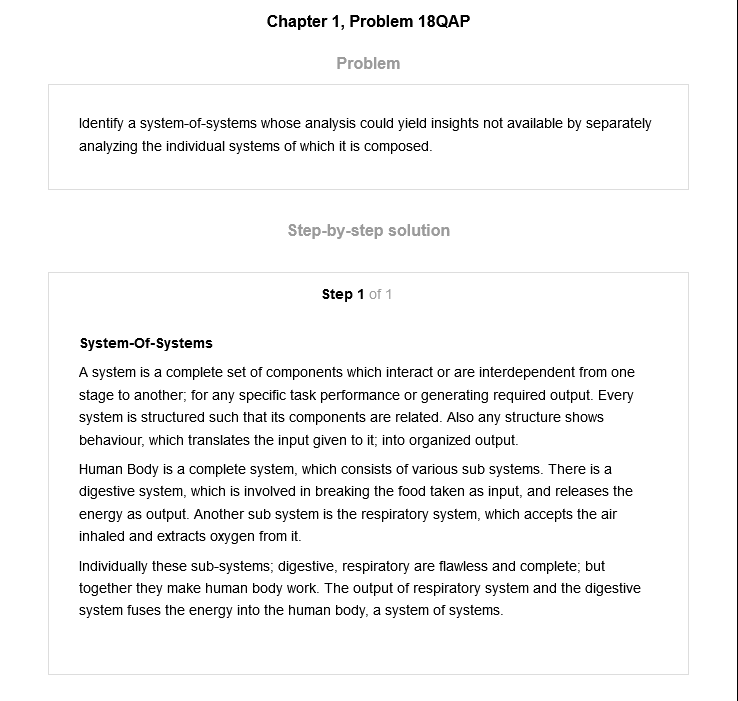 Chapter 1, Problem 18QAP
Problem
Identify a system-of-systems whose analysis could yield insights not available by separately
analyzing the individual systems of which it is composed.
Step-by-step solution
Step 1 of 1
System-Of-Systems
A system is a complete set of components which interact or are interdependent from one
stage to another; for any specific task performance or generating required output. Every
system is structured such that its components are related. Also any structure shows
behaviour, which translates the input given to it; into organized output.
Human Body is a complete system, which consists of various sub systems. There is a
digestive system, which is involved in breaking the food taken as input, and releases the
energy as output. Another sub system is the respiratory system, which accepts the air
inhaled and extracts oxygen from it.
Individually these sub-systems; digestive, respiratory are flawless and complete; but
together they make human body work. The output of respiratory system and the digestive
system fuses the energy into the human body, a system of systems.